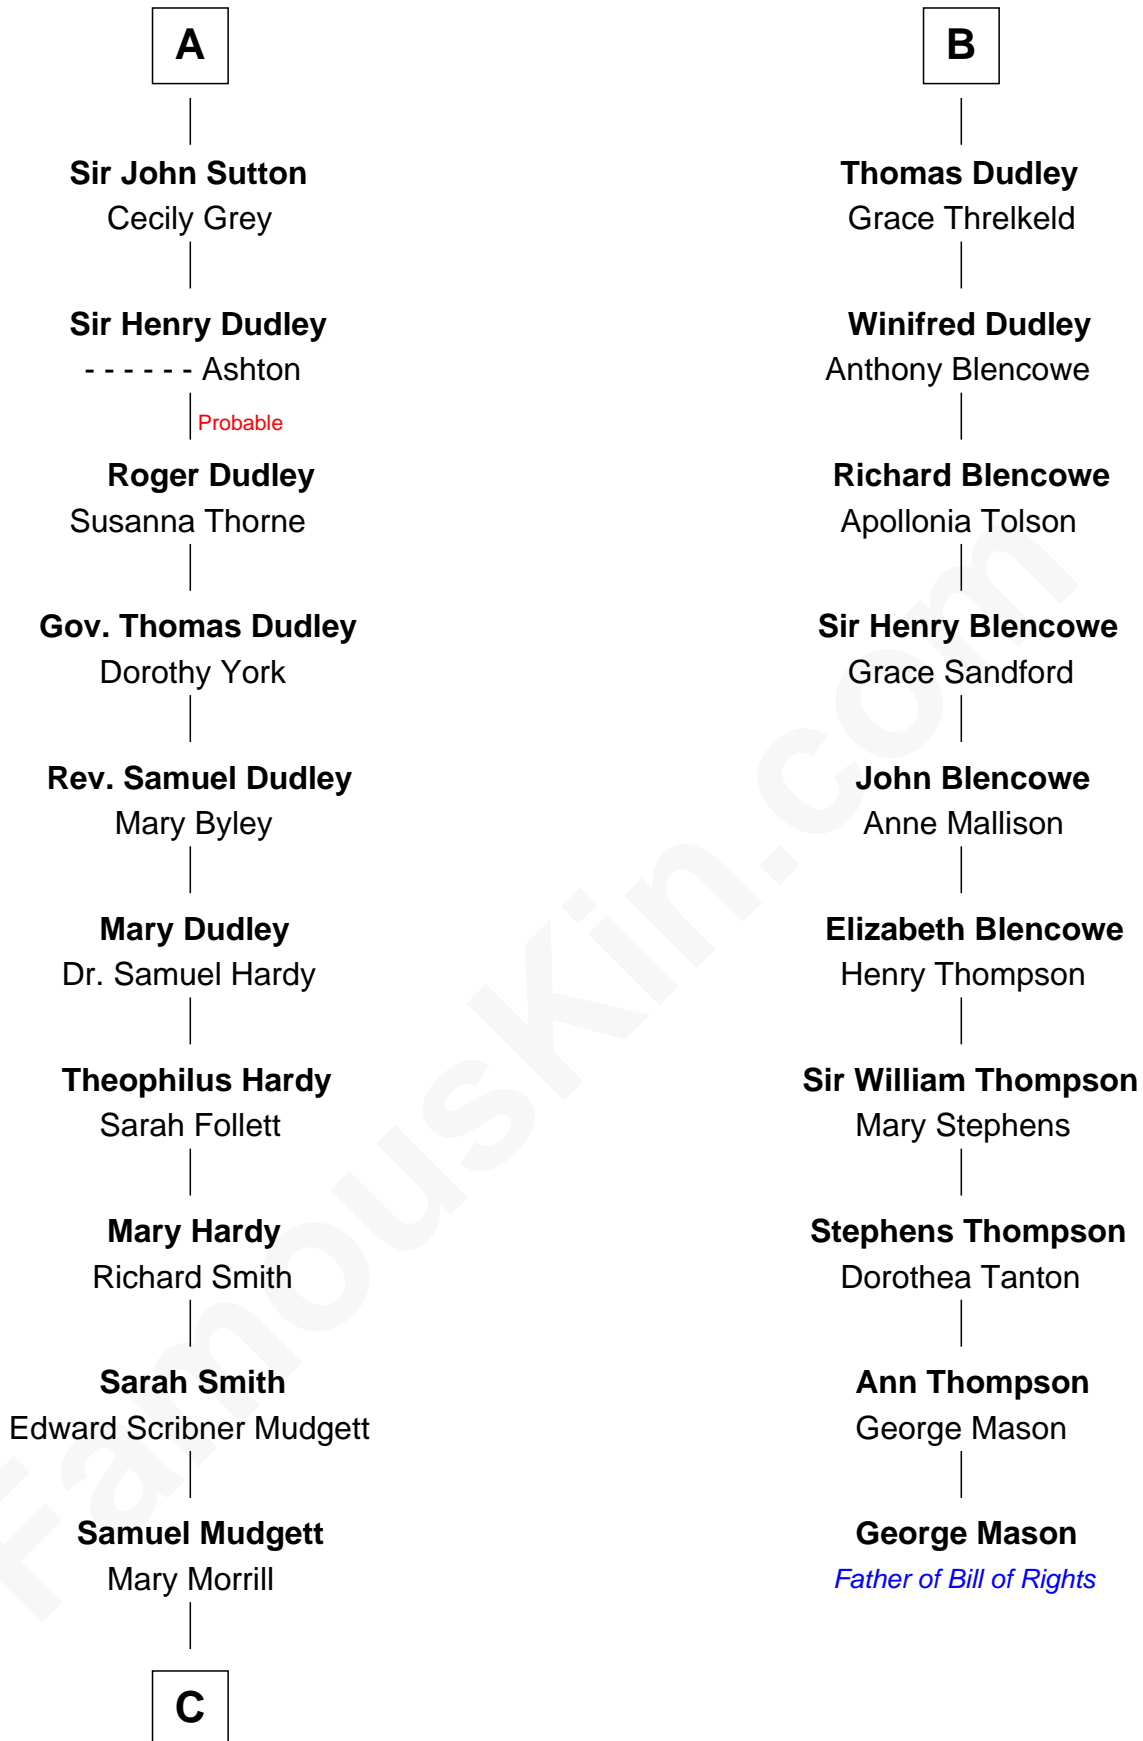 A
Sir John Sutton
Cecily Grey
Sir Henry Dudley
- - - - - - Ashton
Probable
Roger Dudley
Susanna Thorne
Gov. Thomas Dudley
Dorothy York
Rev. Samuel Dudley
Mary Byley
Mary Dudley
Dr. Samuel Hardy
Theophilus Hardy
Sarah Follett
Mary Hardy
Richard Smith
Sarah Smith
Edward Scribner Mudgett
Samuel Mudgett
Mary Morrill
C
B
Thomas Dudley
Grace Threlkeld
Winifred Dudley
Anthony Blencowe
Richard Blencowe
Apollonia Tolson
Sir Henry Blencowe
Grace Sandford
John Blencowe
Anne Mallison
Elizabeth Blencowe
Henry Thompson
Sir William Thompson
Mary Stephens
Stephens Thompson
Dorothea Tanton
Ann Thompson
George Mason
George Mason
Father of Bill of Rights
FamousKin.com